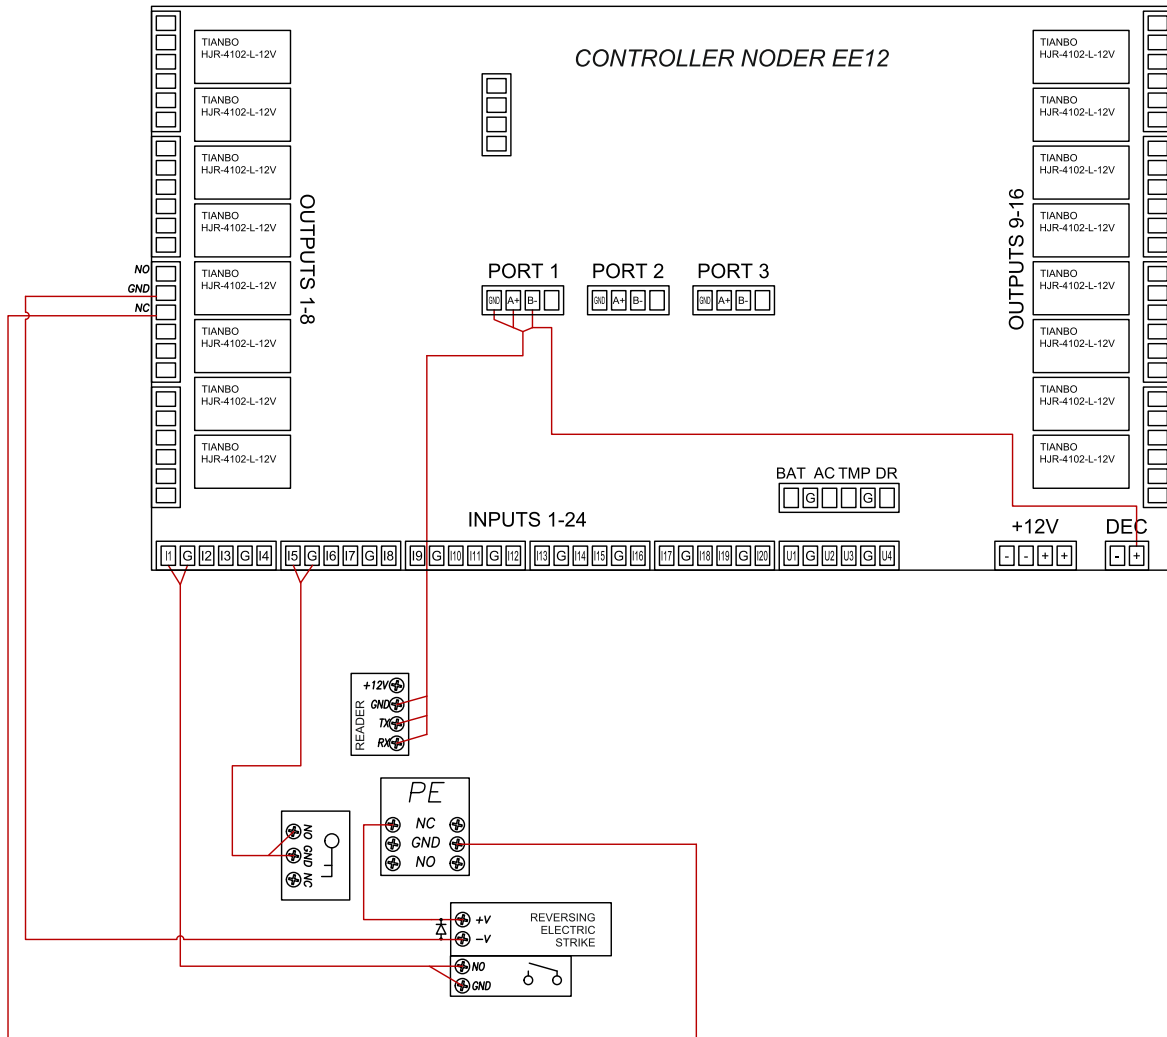 CONTROLLER NODER EE12
TIANBO
HJR-4102-L-12V
TIANBO
HJR-4102-L-12V
TIANBO
HJR-4102-L-12V
TIANBO
HJR-4102-L-12V
TIANBO
HJR-4102-L-12V
TIANBO
HJR-4102-L-12V
TIANBO
HJR-4102-L-12V
TIANBO
HJR-4102-L-12V
OUTPUTS 1-8
NO
GND
NC
PORT 1
GND A+ B-
PORT 2
GND A+ B-
PORT 3
GND A+ B-
OUTPUTS 9-16
TIANBO
HJR-4102-L-12V
TIANBO
HJR-4102-L-12V
TIANBO
HJR-4102-L-12V
TIANBO
HJR-4102-L-12V
TIANBO
HJR-4102-L-12V
TIANBO
HJR-4102-L-12V
TIANBO
HJR-4102-L-12V
TIANBO
HJR-4102-L-12V
BAT AC TMP DR
G G
INPUTS 1-24
+12V
DEC
I1 G I2 I3 G I4
I5 G I6 I7 G I8
I9 G I10 I11 G I12
I13 G I14 I15 G I16
I17 G I18 I19 G I20
U1 G U2 U3 G U4
- - + +
- +
READER
+12V
GND
TX
RX
PE
NC
GND
NO
NO
GND
NC
+V
-V
REVERSING
ELECTRIC
STRIKE
NO
GND